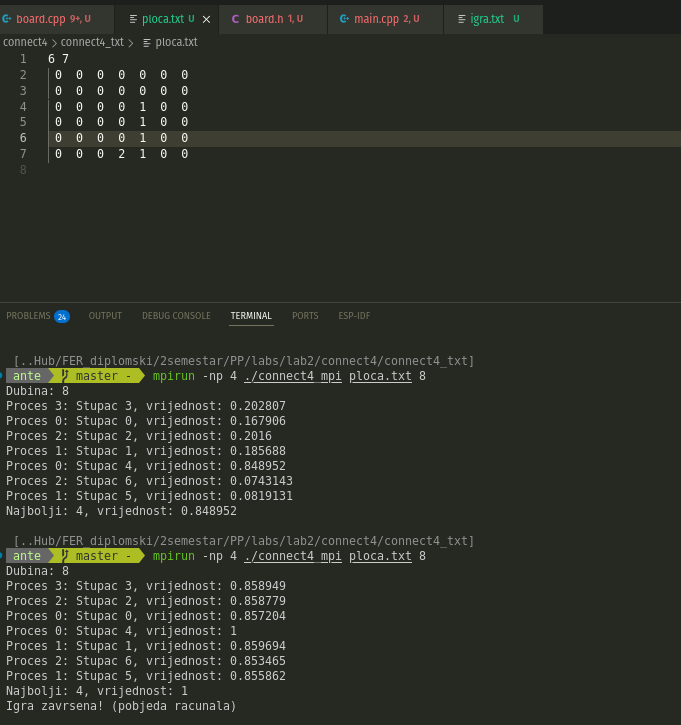 board.cpp 9+, U ploca.txt U board.h 1, U main.cpp 2, U igra.txt U
connect4 > connect4_txt > ploca.txt
1 6 7
2 0 0 0 0 0 0 0
3 0 0 0 0 0 0 0
4 0 0 0 0 1 0 0
5 0 0 0 0 1 0 0
6 0 0 0 0 1 0 0
7 0 0 0 2 1 0 0
8
PROBLEMS 24 OUTPUT DEBUG CONSOLE TERMINAL PORTS ESP-IDF
[..Hub/FER_diplomski/2semestar/PP/labs/lab2/connect4/connect4_txt]
ante master - mpirun -np 4 ./connect4_mpi ploca.txt 8
Dubina: 8
Proces 3: Stupac 3, vrijednost: 0.202807
Proces 0: Stupac 0, vrijednost: 0.167906
Proces 2: Stupac 2, vrijednost: 0.2016
Proces 1: Stupac 1, vrijednost: 0.185688
Proces 0: Stupac 4, vrijednost: 0.848952
Proces 2: Stupac 6, vrijednost: 0.0743143
Proces 1: Stupac 5, vrijednost: 0.0819131
Najbolji: 4, vrijednost: 0.848952
[..Hub/FER_diplomski/2semestar/PP/labs/lab2/connect4/connect4_txt]
ante master - mpirun -np 4 ./connect4_mpi ploca.txt 8
Dubina: 8
Proces 3: Stupac 3, vrijednost: 0.858949
Proces 2: Stupac 2, vrijednost: 0.858779
Proces 0: Stupac 0, vrijednost: 0.857204
Proces 0: Stupac 4, vrijednost: 1
Proces 1: Stupac 1, vrijednost: 0.859694
Proces 2: Stupac 6, vrijednost: 0.853465
Proces 1: Stupac 5, vrijednost: 0.855862
Najbolji: 4, vrijednost: 1
Igra zavrsena! (pobjeda racunala)